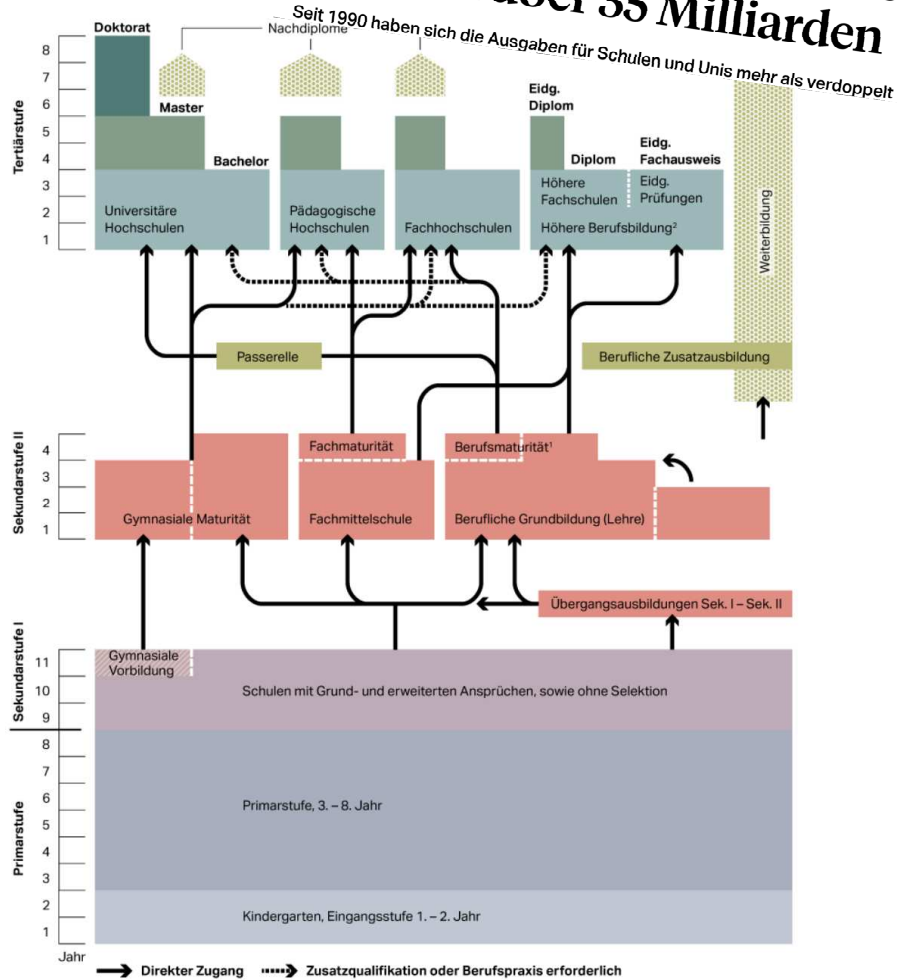 über 35 Milliarden
Seit 1990 haben sich die Ausgaben für Schulen und Unis mehr als verdoppelt
Nachdiplome
Doktorat
Master
Bachelor
Eidg.
Diplom
Diplom
Eidg.
Fachausweis
Tertiärstufe
8
7
6
5
4
3
2
1
Universitäre
Hochschulen
Pädagogische
Hochschulen
Fachhochschulen
Höhere
Fachschulen
Eidg.
Prüfungen
Höhere Berufsbildung²
Weiterbildung
Passerelle
Berufliche Zusatzausbildung
Sekundarstufe II
4
3
2
1
Gymnasiale Maturität
Fachmaturität
Fachmittelschule
Berufsmaturität¹
Berufliche Grundbildung (Lehre)
Übergangsausbildungen Sek. I – Sek. II
Sekundarstufe I
11
10
9
Gymnasiale
Vorbildung
Schulen mit Grund- und erweiterten Ansprüchen, sowie ohne Selektion
Primarstufe
8
7
6
5
4
3
2
1
Primarstufe, 3. – 8. Jahr
Kindergarten, Eingangsstufe 1. – 2. Jahr
Jahr
Direkter Zugang
Zusatzqualifikation oder Berufspraxis erforderlich